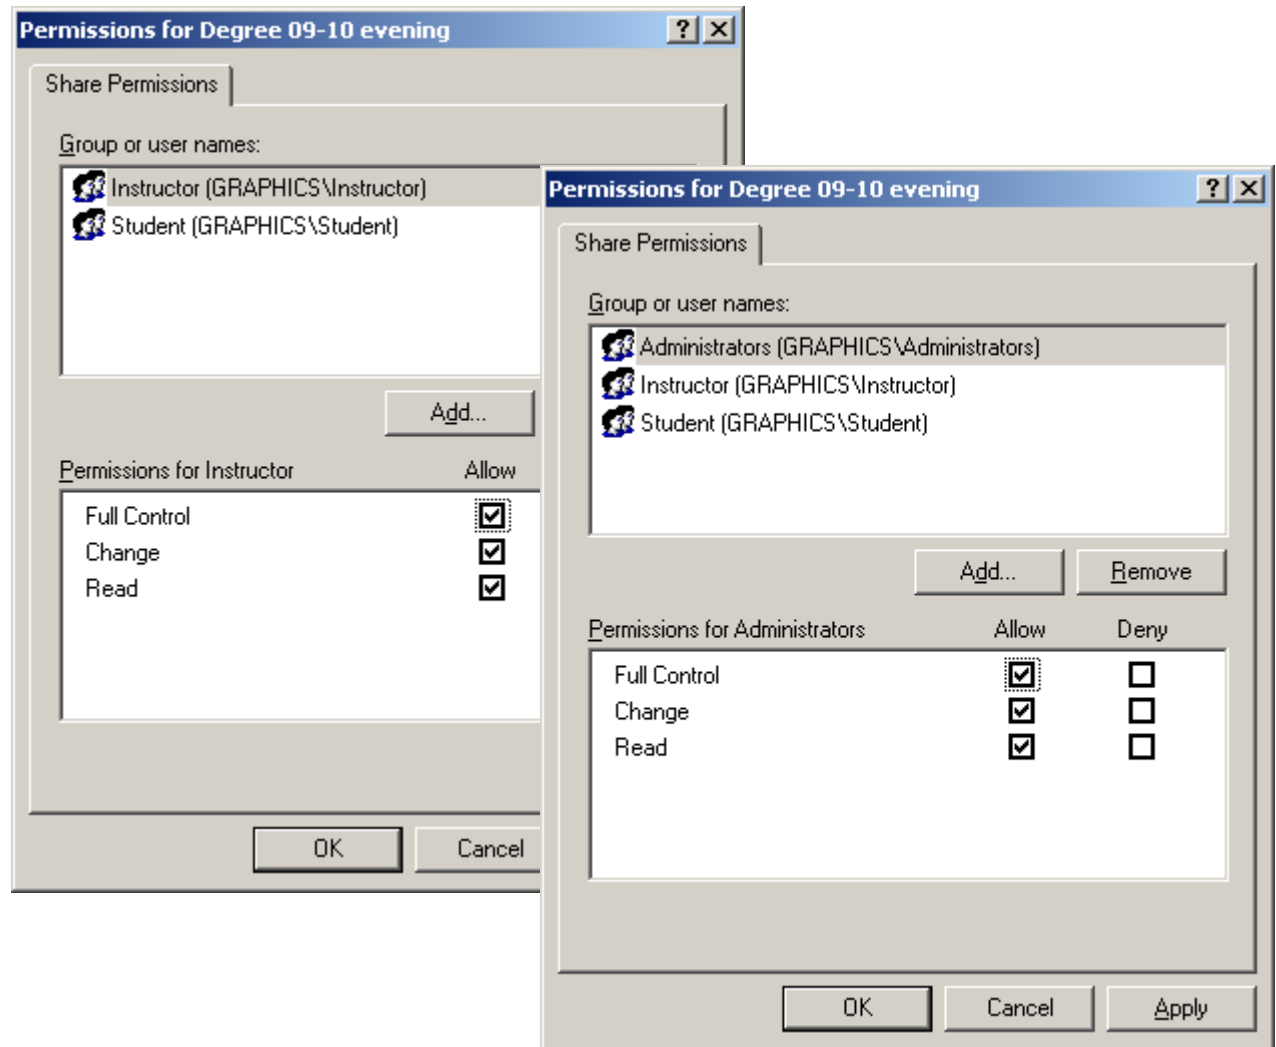 Permissions for Degree 09-10 evening
Share Permissions
Group or user names:
Instructor (GRAPHICS\Instructor)
Student (GRAPHICS\Student)
Add...
Permissions for Instructor Allow
Full Control
Change
Read
OK Cancel
Permissions for Degree 09-10 evening
Share Permissions
Group or user names:
Administrators (GRAPHICS\Administrators)
Instructor (GRAPHICS\Instructor)
Student (GRAPHICS\Student)
Add... Remove
Permissions for Administrators Allow Deny
Full Control
Change
Read
OK Cancel Apply